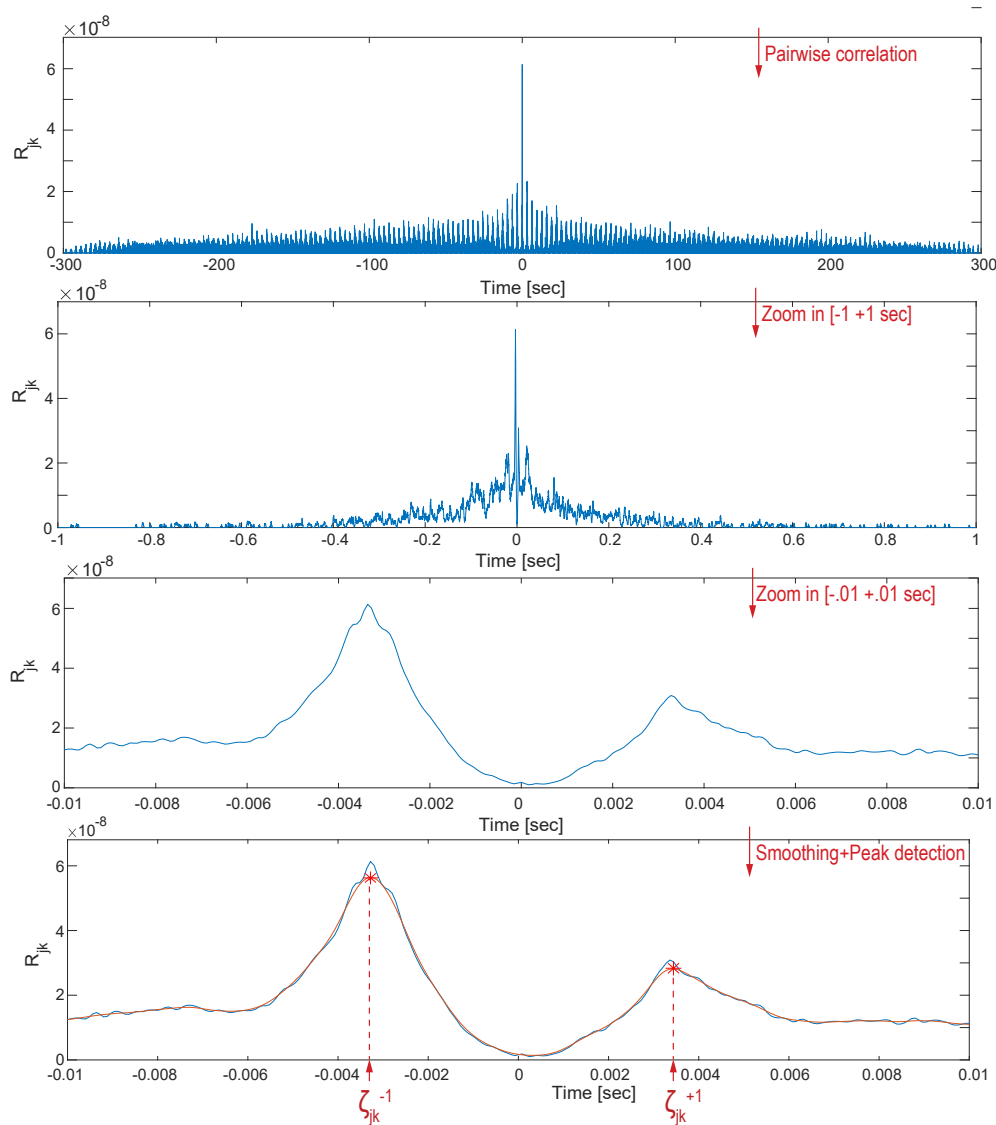 ×10-8
6
4
2
0
Rjk
Pairwise correlation
-300 -200 -100 0 100 200 300
Time [sec]
×10-8
6
4
2
0
Rjk
Zoom in [-1 +1 sec]
-1 -0.8 -0.6 -0.4 -0.2 0 0.2 0.4 0.6 0.8 1
Time [sec]
×10-8
6
4
2
0
Rjk
Zoom in [-.01 +.01 sec]
-0.01 -0.008 -0.006 -0.004 -0.002 0 0.002 0.004 0.006 0.008 0.01
Time [sec]
×10-8
6
4
2
0
Rjk
Smoothing+Peak detection
-0.01 -0.008 -0.006 -0.004 -0.002 0 0.002 0.004 0.006 0.008 0.01
ζjk-1 Time [sec] ζjk+1